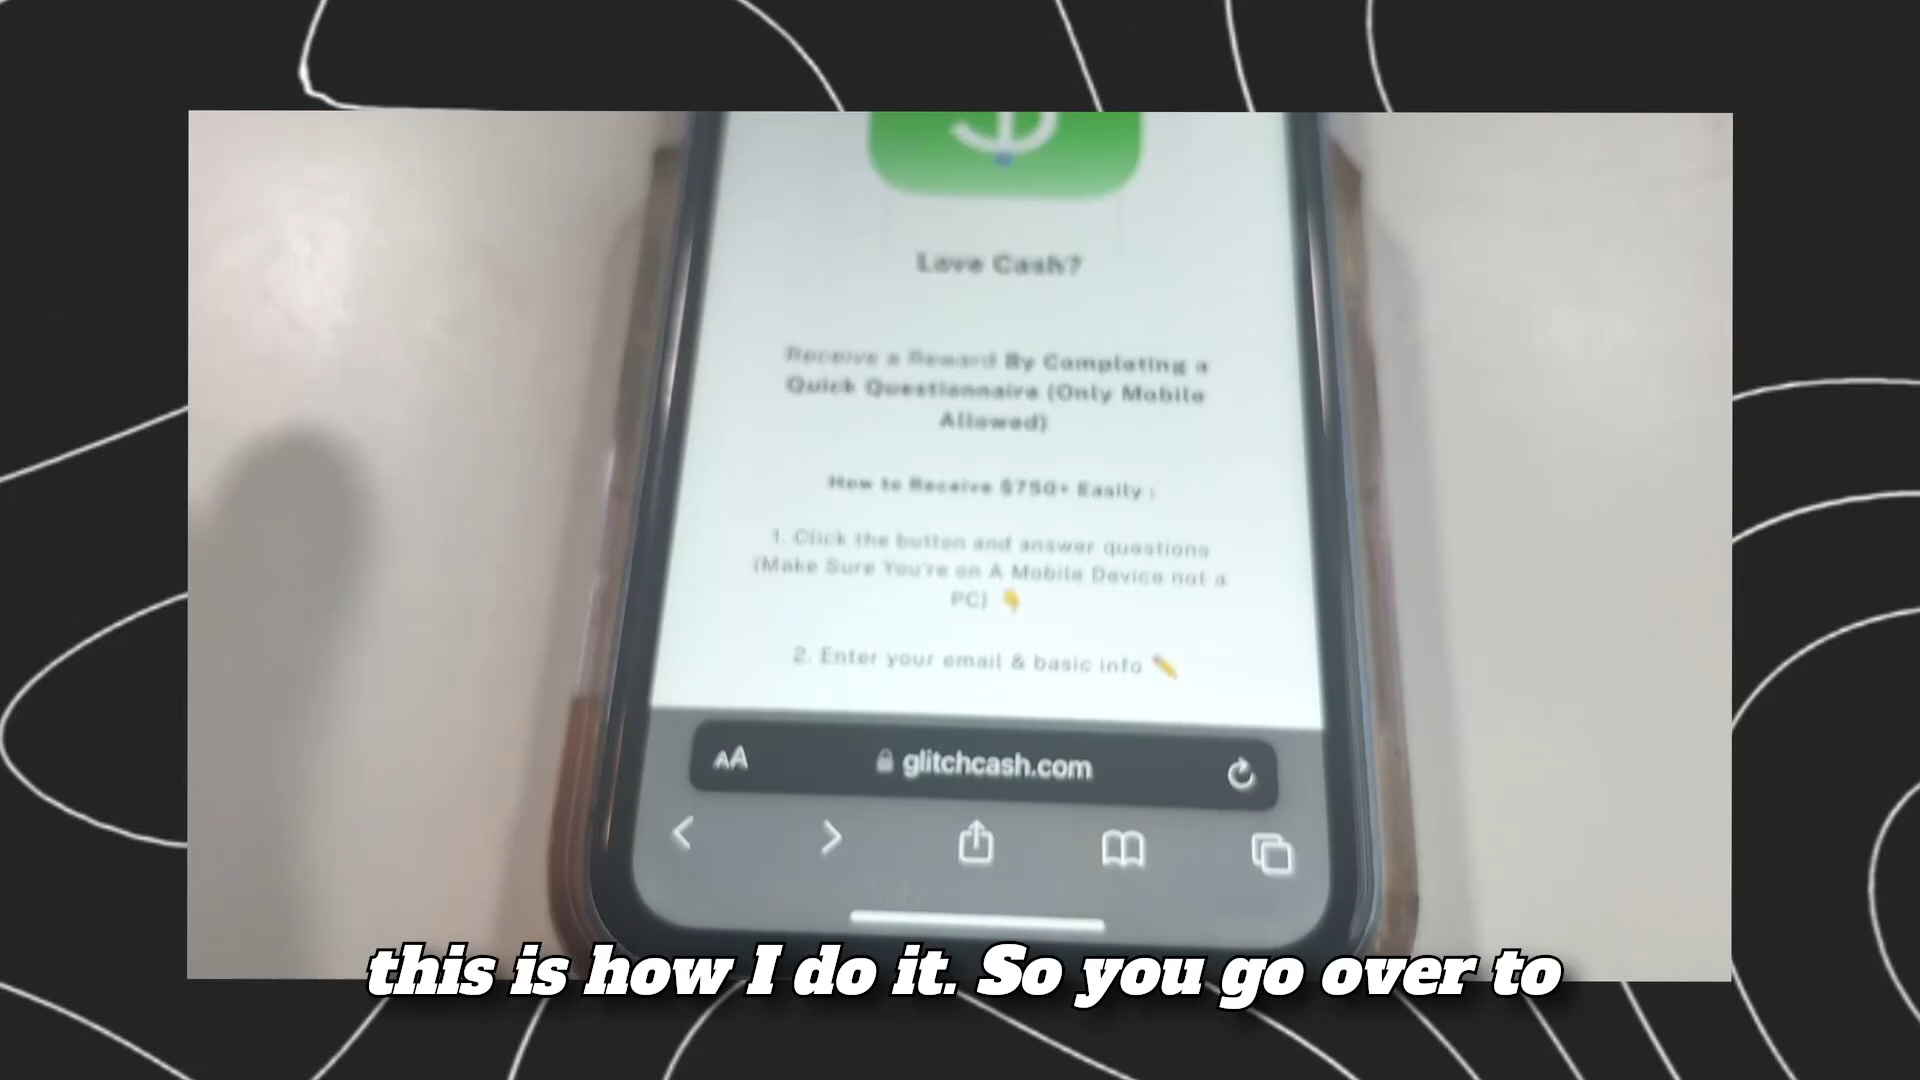 Love Cash?
Receive a Reward By Completing a
Quick Questionnaire (Only Mobile
Allowed)
How to Receive $750+ Easily :
1. Click the button and answer questions
(Make Sure You're on A Mobile Device not a
PC) 👇
2. Enter your email & basic info ✏️
AA
glitchcash.com
this is how I do it. So you go over to